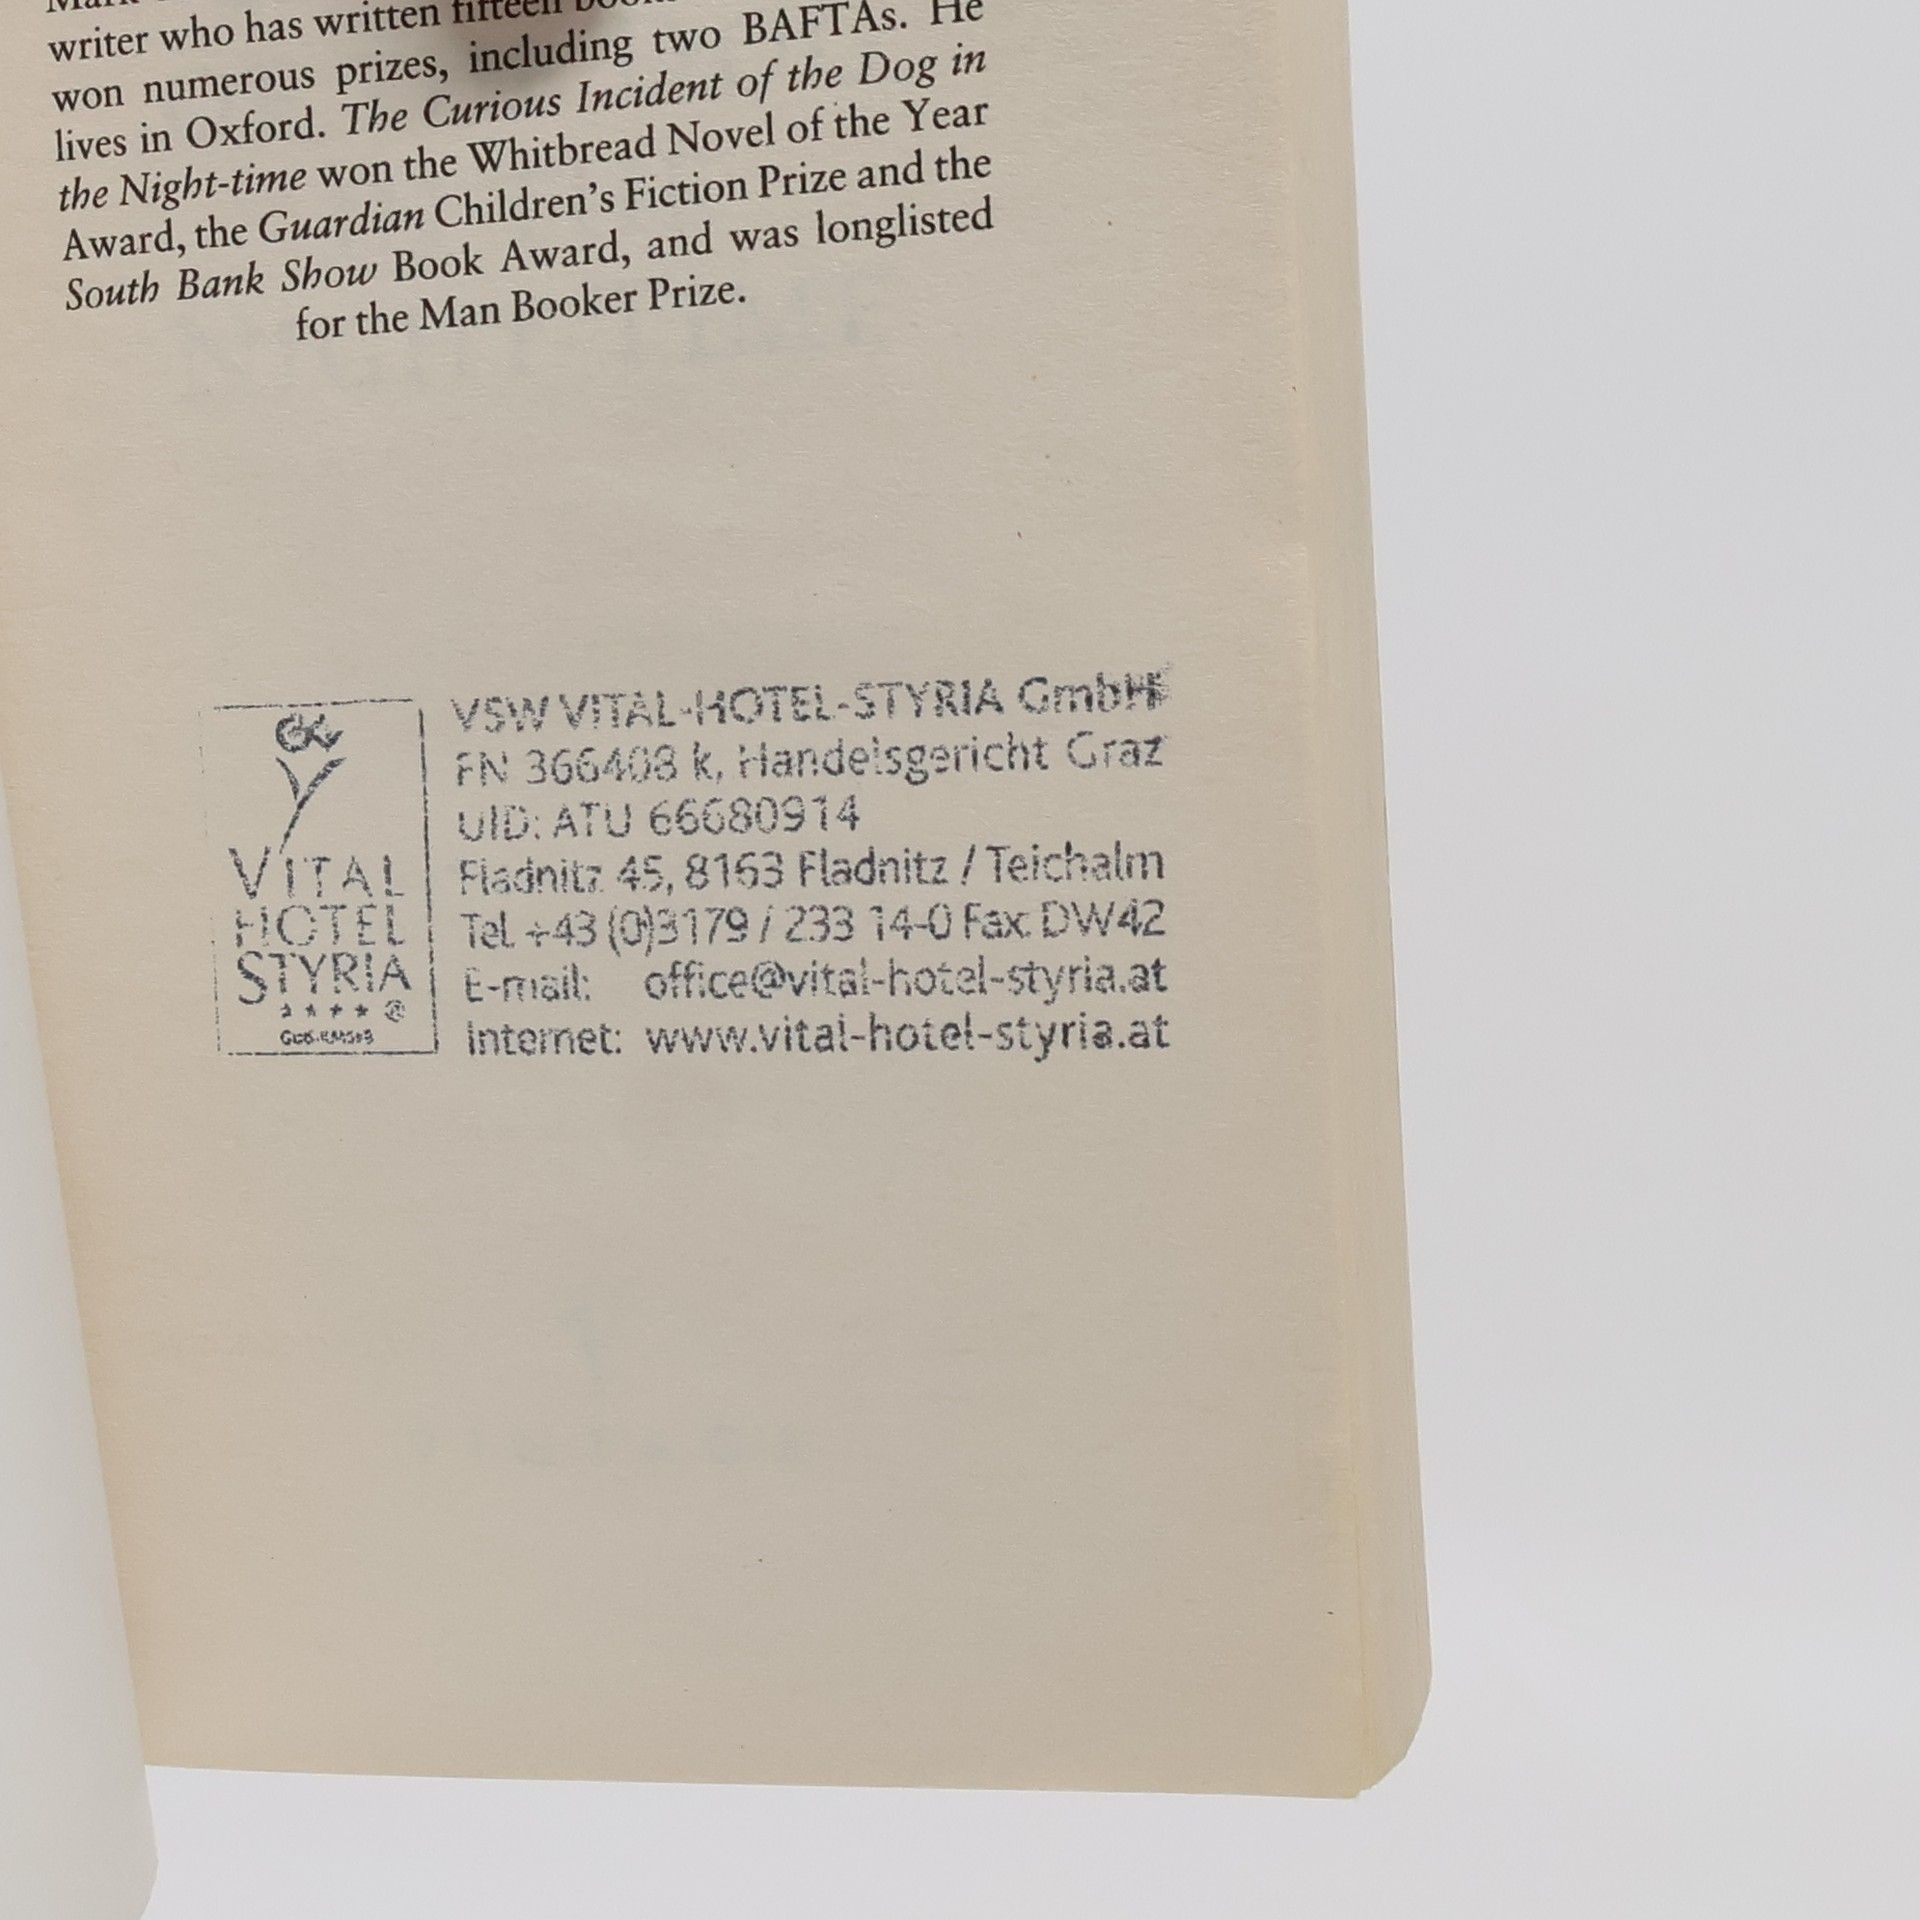 writer who has written fifteen
won numerous prizes, including two BAFTAs. He
lives in Oxford. The Curious Incident of the Dog in
the Night-time won the Whitbread Novel of the Year
Award, the Guardian Children's Fiction Prize and the
South Bank Show Book Award, and was longlisted
for the Man Booker Prize.
VITAL
HOTEL
STYRIA
VSW VITAL-HOTEL-STYRIA GmbH
FN 366408 k, Handelsgericht Graz
UID: ATU 66680914
Fladnitz 45, 8163 Fladnitz / Teichalm
Tel. +43 (0)3179 / 233 14-0 Fax: DW42
E-mail: office@vital-hotel-styria.at
Internet: www.vital-hotel-styria.at